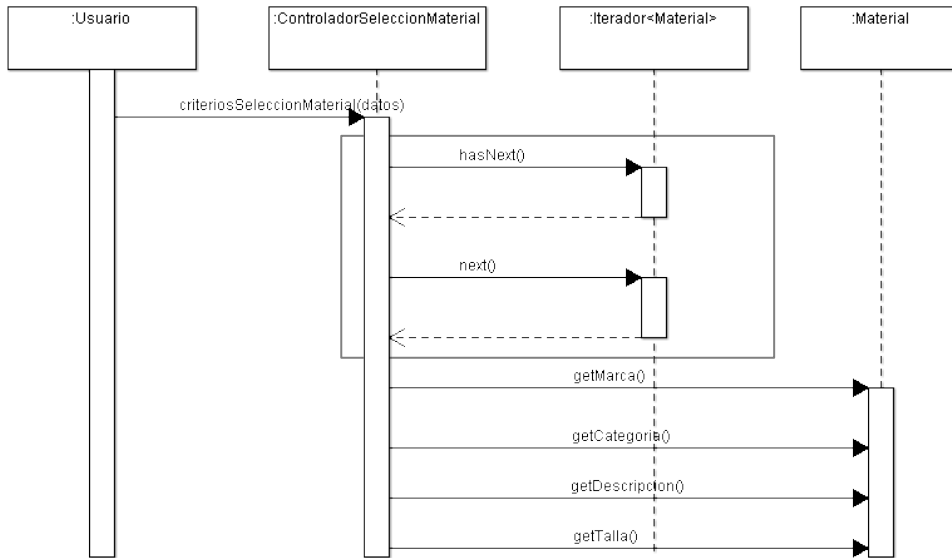 :Usuario
:ControladorSeleccionMaterial
:Iterador<Material>
:Material
criteriosSeleccionMaterial(datos)
hasNext()
next()
getMarca()
getCategoria()
getDescripcion()
getTalla()